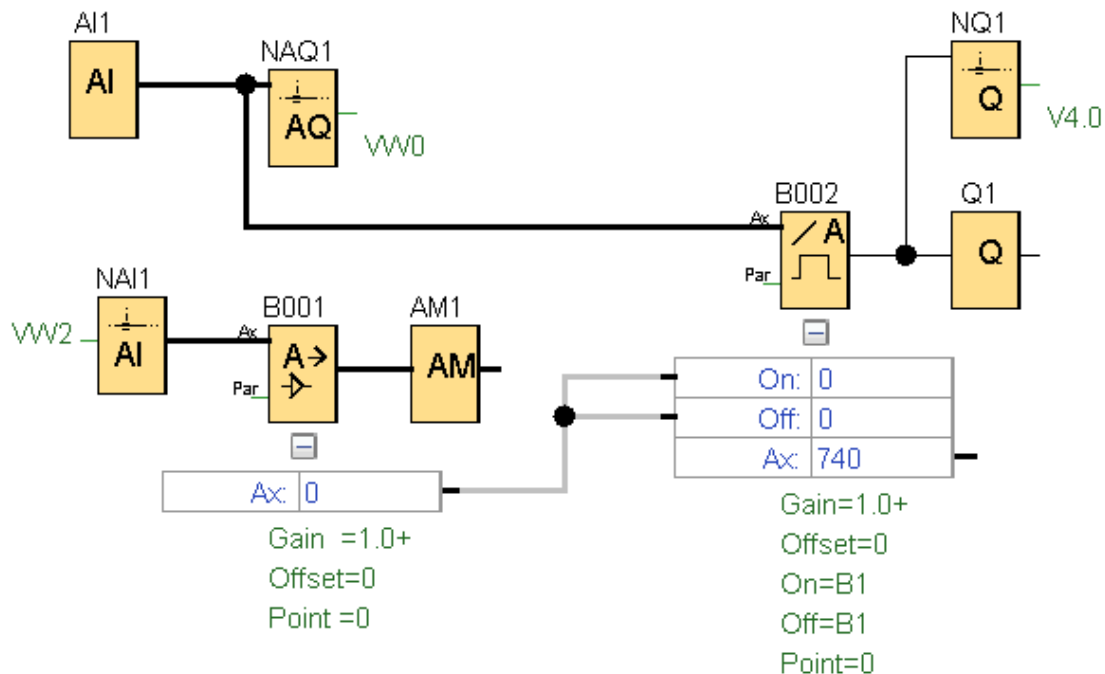 AI1
AI
NAQ1
AQ
VW0
NQ1
Q
V4.0
B002
Ax
A
Par
Q1
Q
NAI1
VW2
AI
B001
Ax
A
Par
AM1
AM
On: 0
Off: 0
Ax: 740
Gain=1.0+
Offset=0
On=B1
Off=B1
Point=0
Ax: 0
Gain =1.0+
Offset=0
Point =0